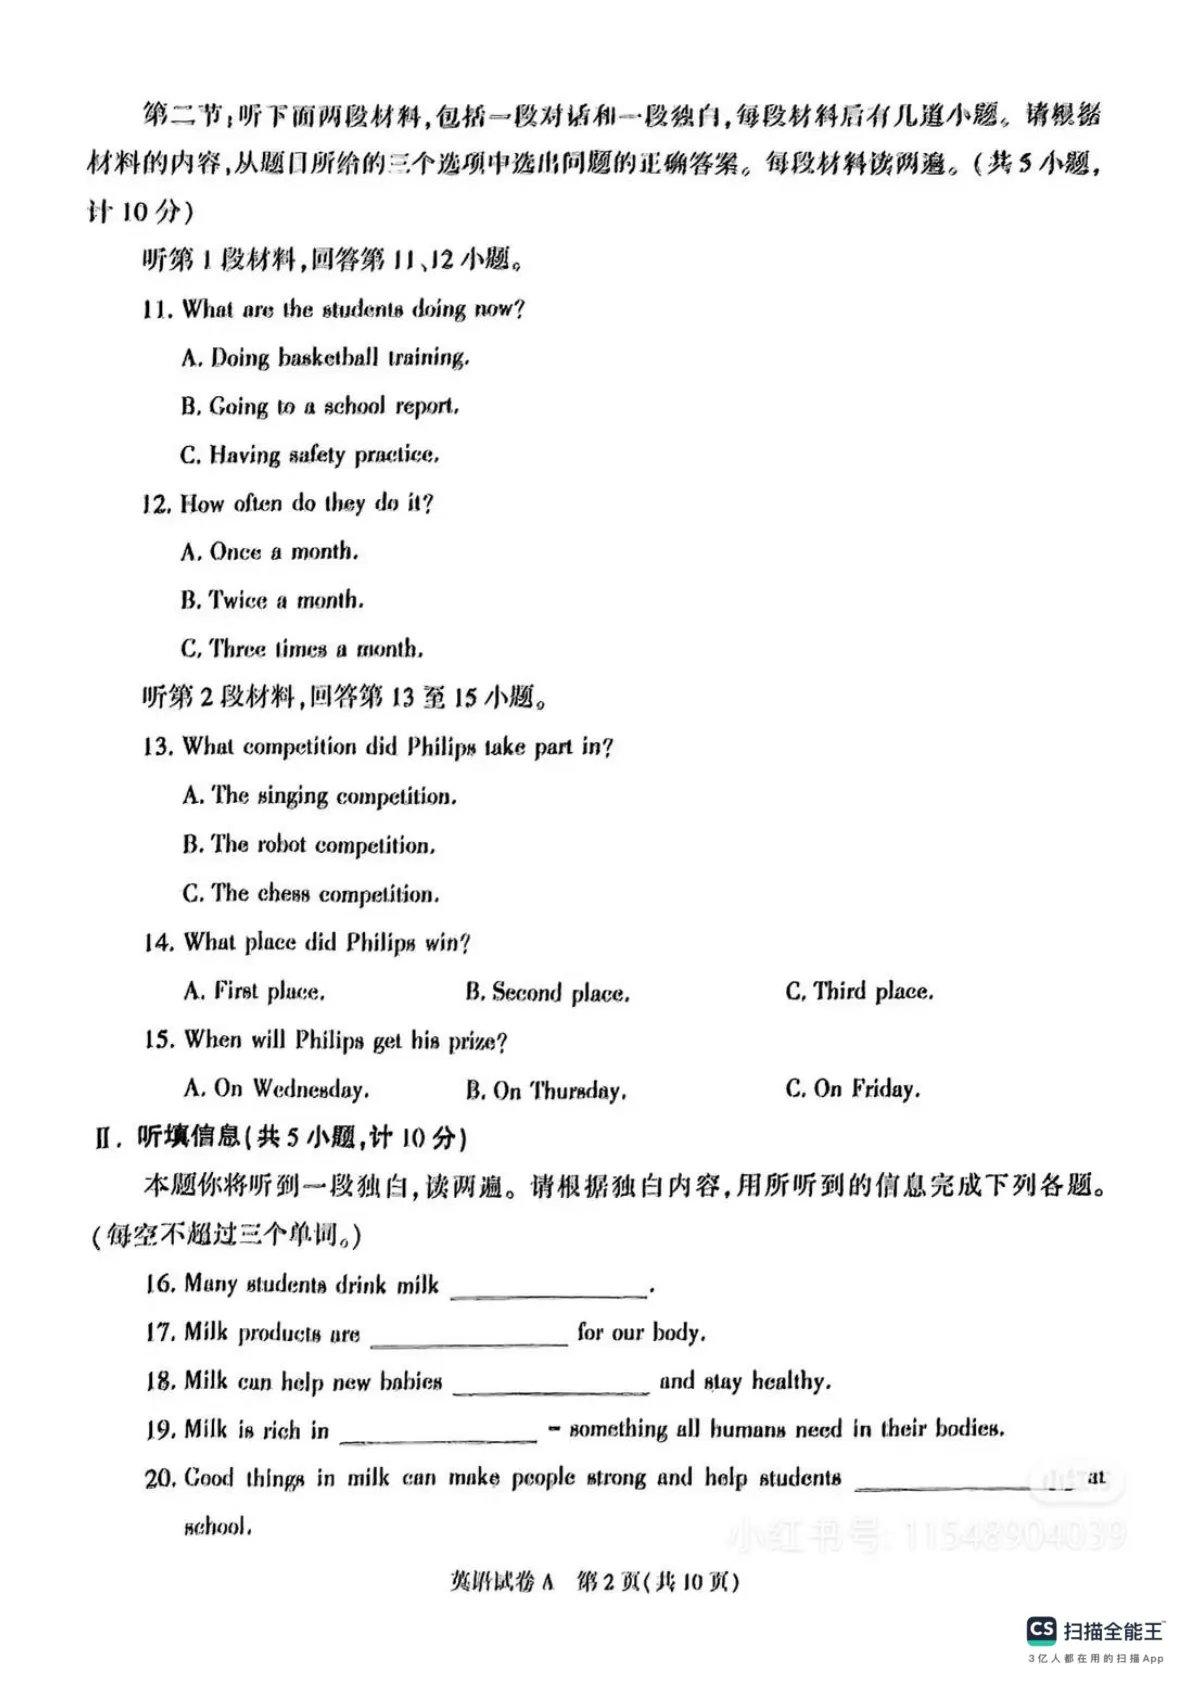 第二节:听下面两段材料,包括一段对话和一段独白,每段材料后有几道小题。请根据
材料的内容,从题目所给的三个选项中选出问题的正确答案。每段材料读两遍。(共5小题,
计10分)
听第1段材料,回答第11、12小题。
11. What are the students doing now?
A. Doing basketball training.
B. Going to a school report.
C. Having safety practice.
12. How often do they do it?
A. Once a month.
B. Twice a month.
C. Three times a month.
听第2段材料,回答第13至15小题。
13. What competition did Philips take part in?
A. The singing competition.
B. The robot competition.
C. The chess competition.
14. What place did Philips win?
A. First place. B. Second place. C. Third place.
15. When will Philips get his prize?
A. On Wednesday. B. On Thursday. C. On Friday.
Ⅱ. 听填信息(共5小题,计10分)
本题你将听到一段独白,读两遍。请根据独白内容,用所听到的信息完成下列各题。
(每空不超过三个单词。)
16. Many students drink milk ____________.
17. Milk products are ____________ for our body.
18. Milk can help new babies ____________ and stay healthy.
19. Milk is rich in ____________ – something all humans need in their bodies.
20. Good things in milk can make people strong and help students ____________ at
school.
小红书
小红书号: 11548904039
英语试卷A 第2页(共10页)
CS 扫描全能王™
3亿人都在用的扫描App